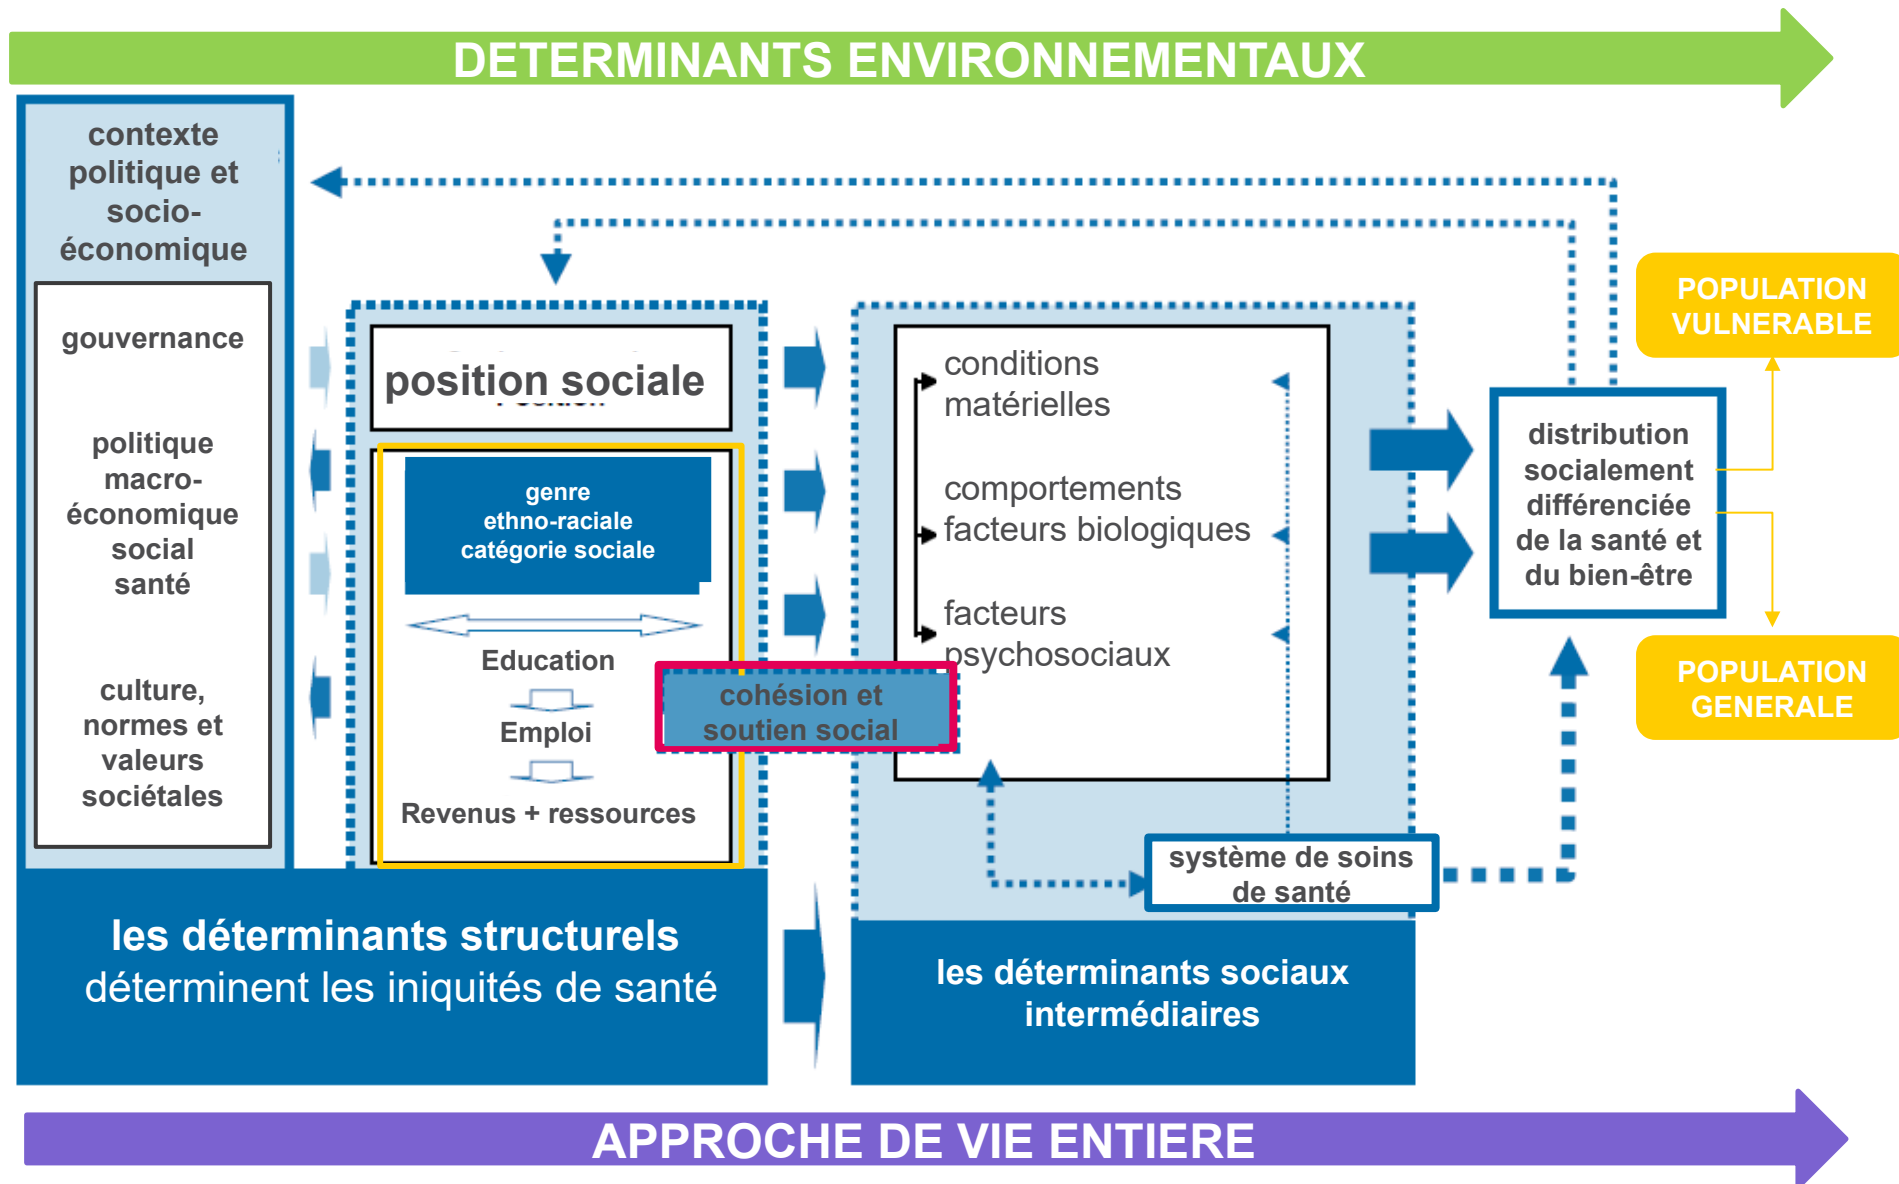 DETERMINANTS ENVIRONNEMENTAUX
contexte
politique et
socio-
économique
gouvernance
politique
macro-
économique
social
santé
culture,
normes et
valeurs
sociétales
position sociale
genre
ethno-raciale
catégorie sociale
Education
Emploi
Revenus + ressources
cohésion et
soutien social
conditions
matérielles
comportements
facteurs biologiques
facteurs
psychosociaux
système de soins
de santé
distribution
socialement
différenciée
de la santé et
du bien-être
POPULATION
VULNERABLE
POPULATION
GENERALE
les déterminants structurels
déterminent les iniquités de santé
les déterminants sociaux
intermédiaires
APPROCHE DE VIE ENTIERE